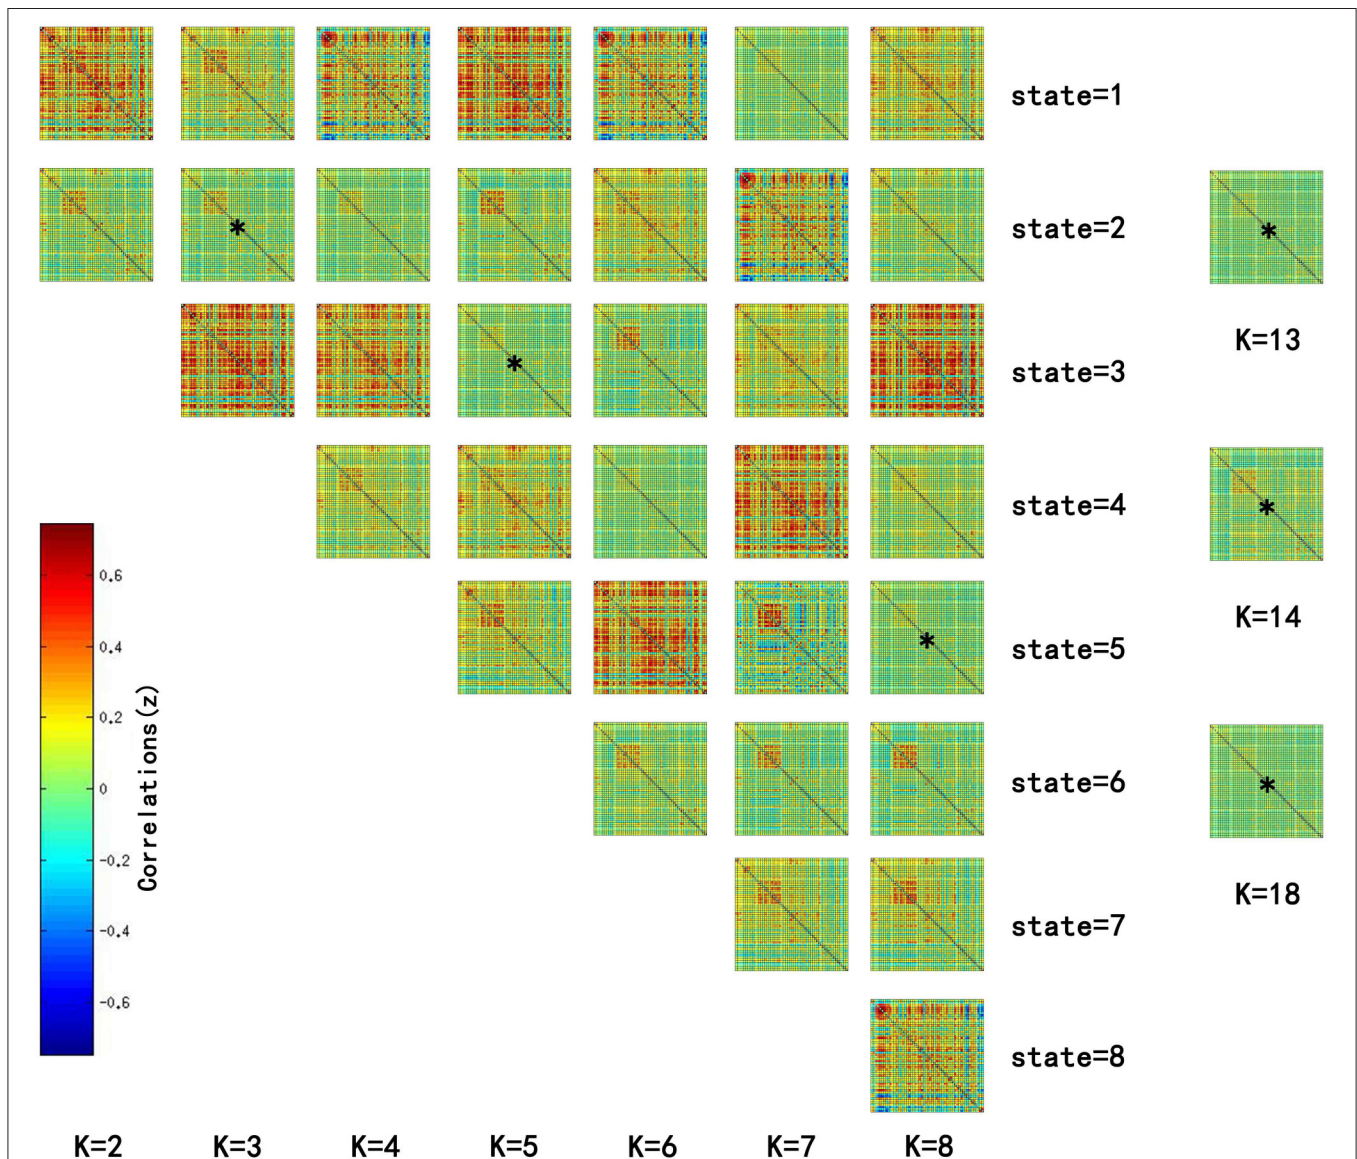 state=1
state=2
*
*
K=13
state=3
*
state=4
*
K=14
state=5
*
state=6
*
K=18
state=7
state=8
0.6
0.4
0.2
0
-0.2
-0.4
-0.6
Correlations(z)
K=2 K=3 K=4 K=5 K=6 K=7 K=8